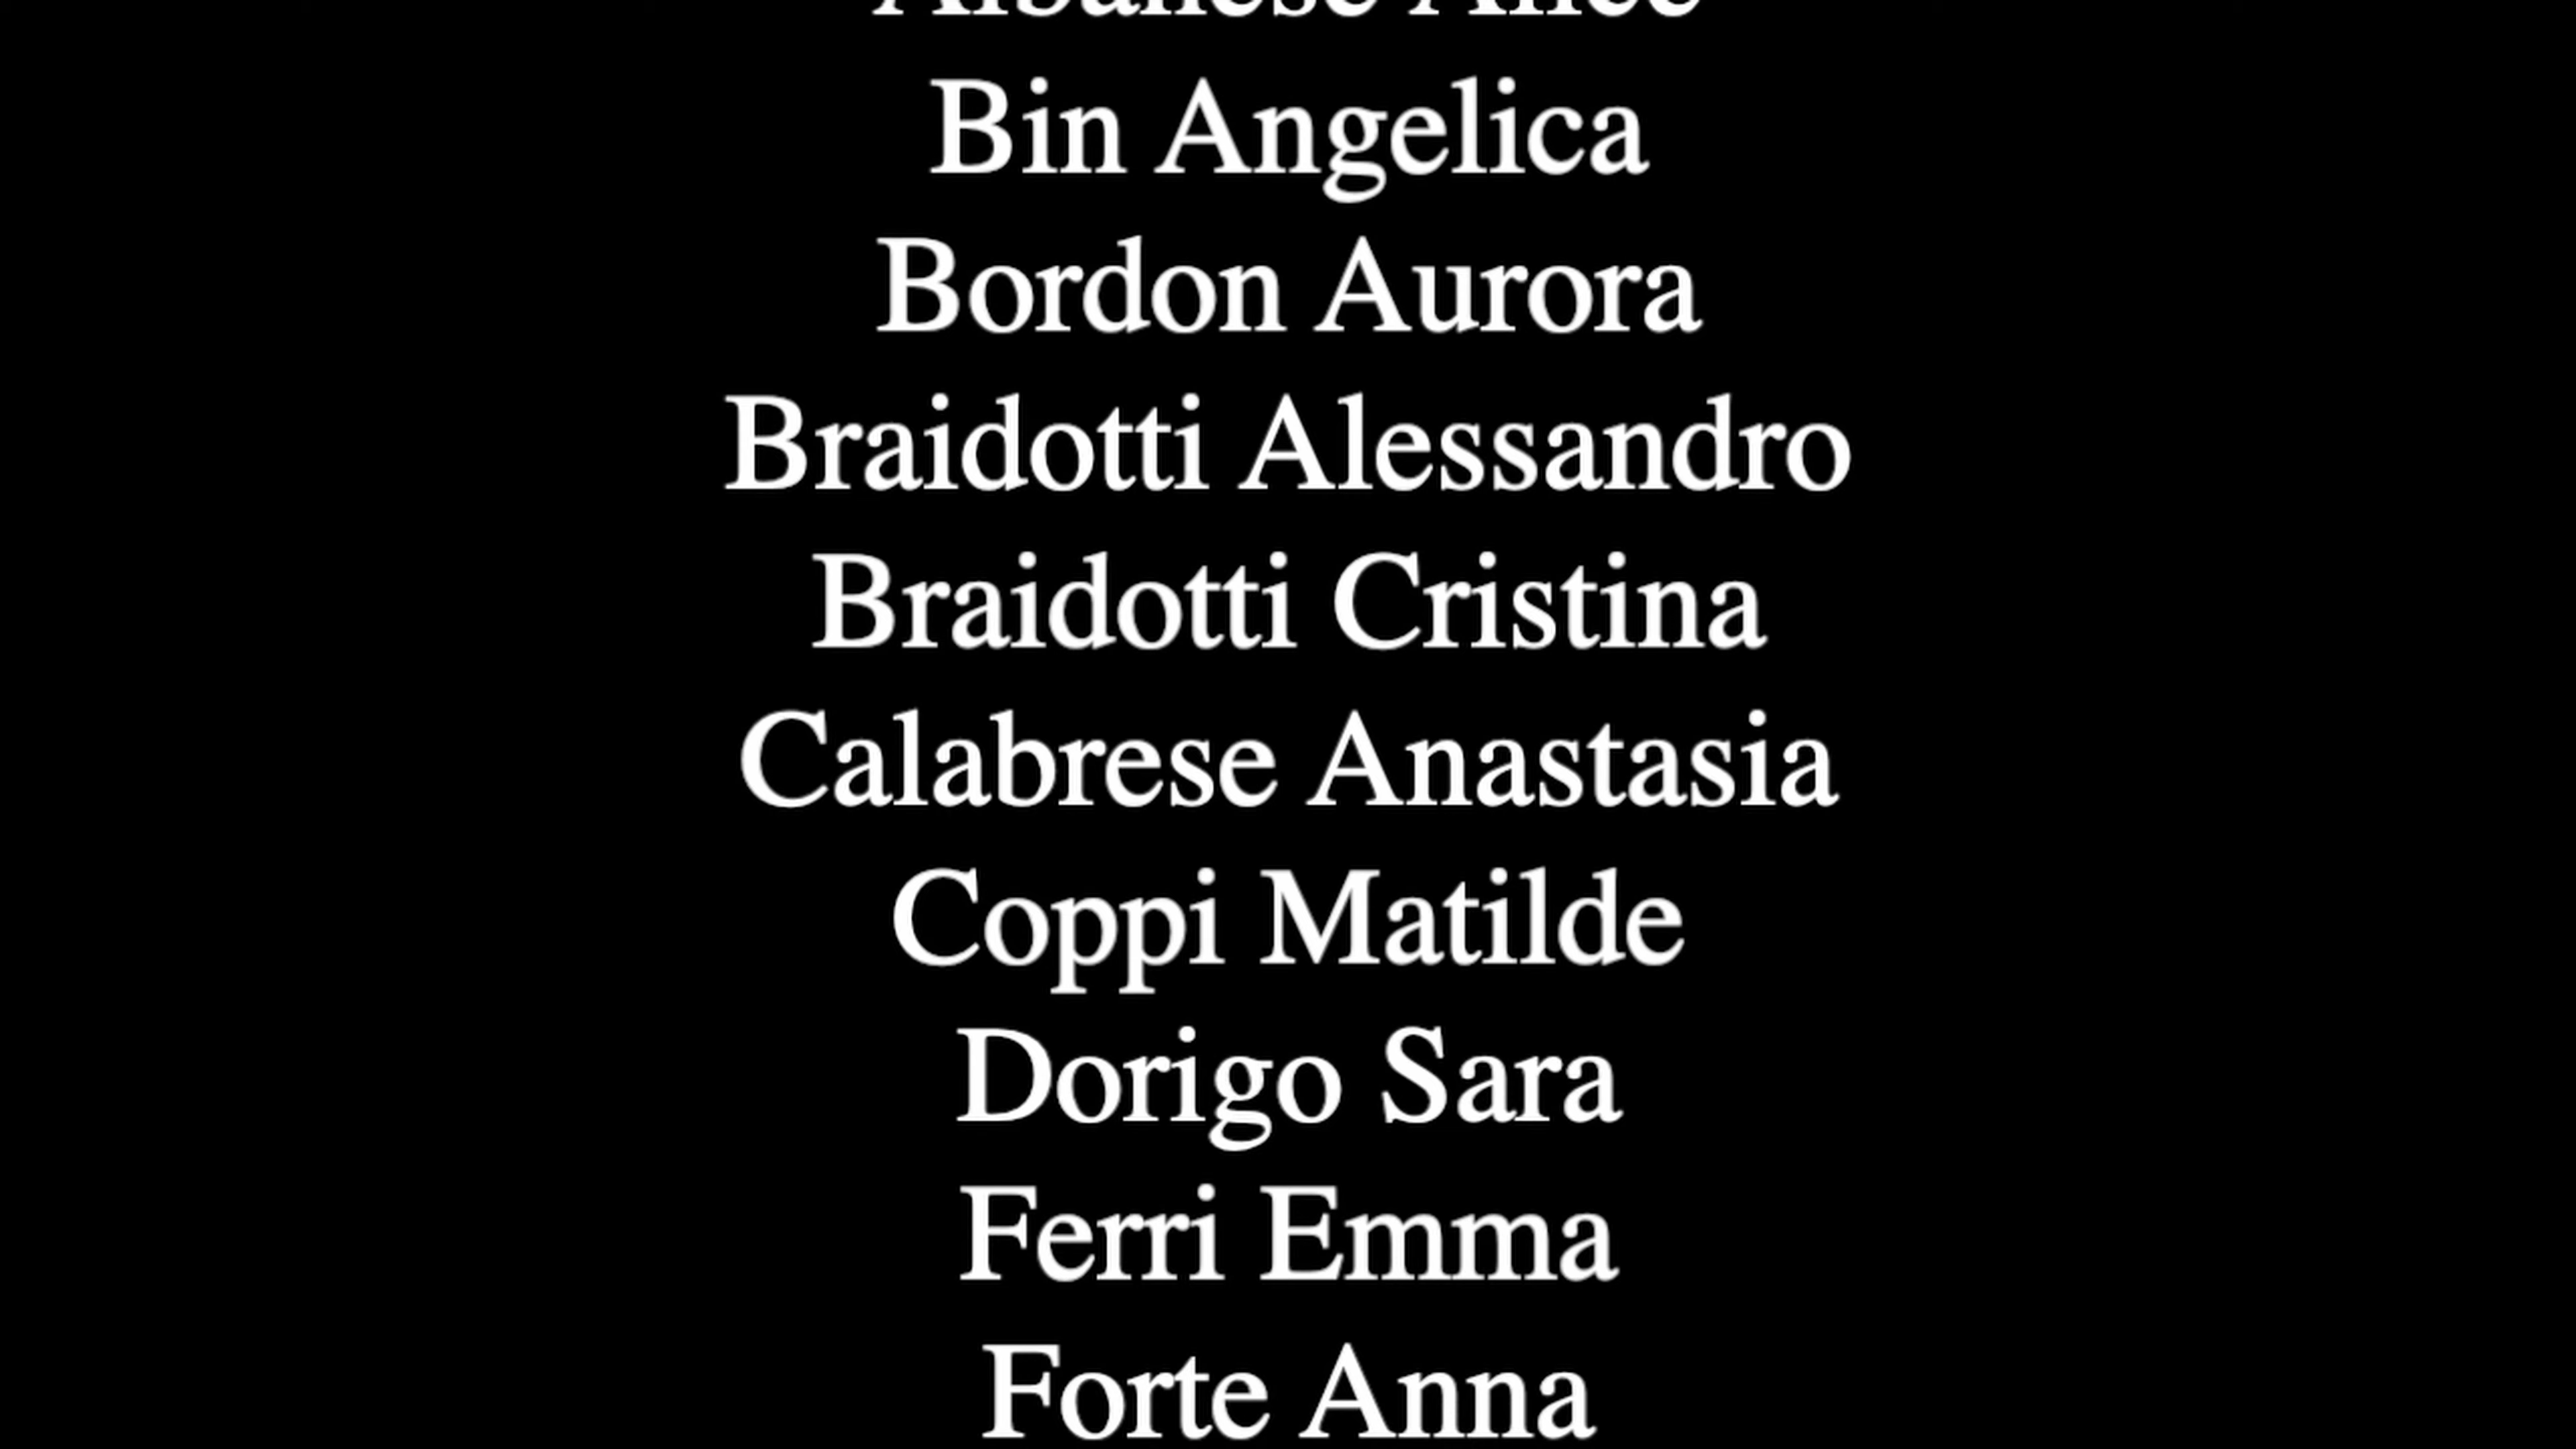 Albanese Alice
Bin Angelica
Bordon Aurora
Braidotti Alessandro
Braidotti Cristina
Calabrese Anastasia
Coppi Matilde
Dorigo Sara
Ferri Emma
Forte Anna